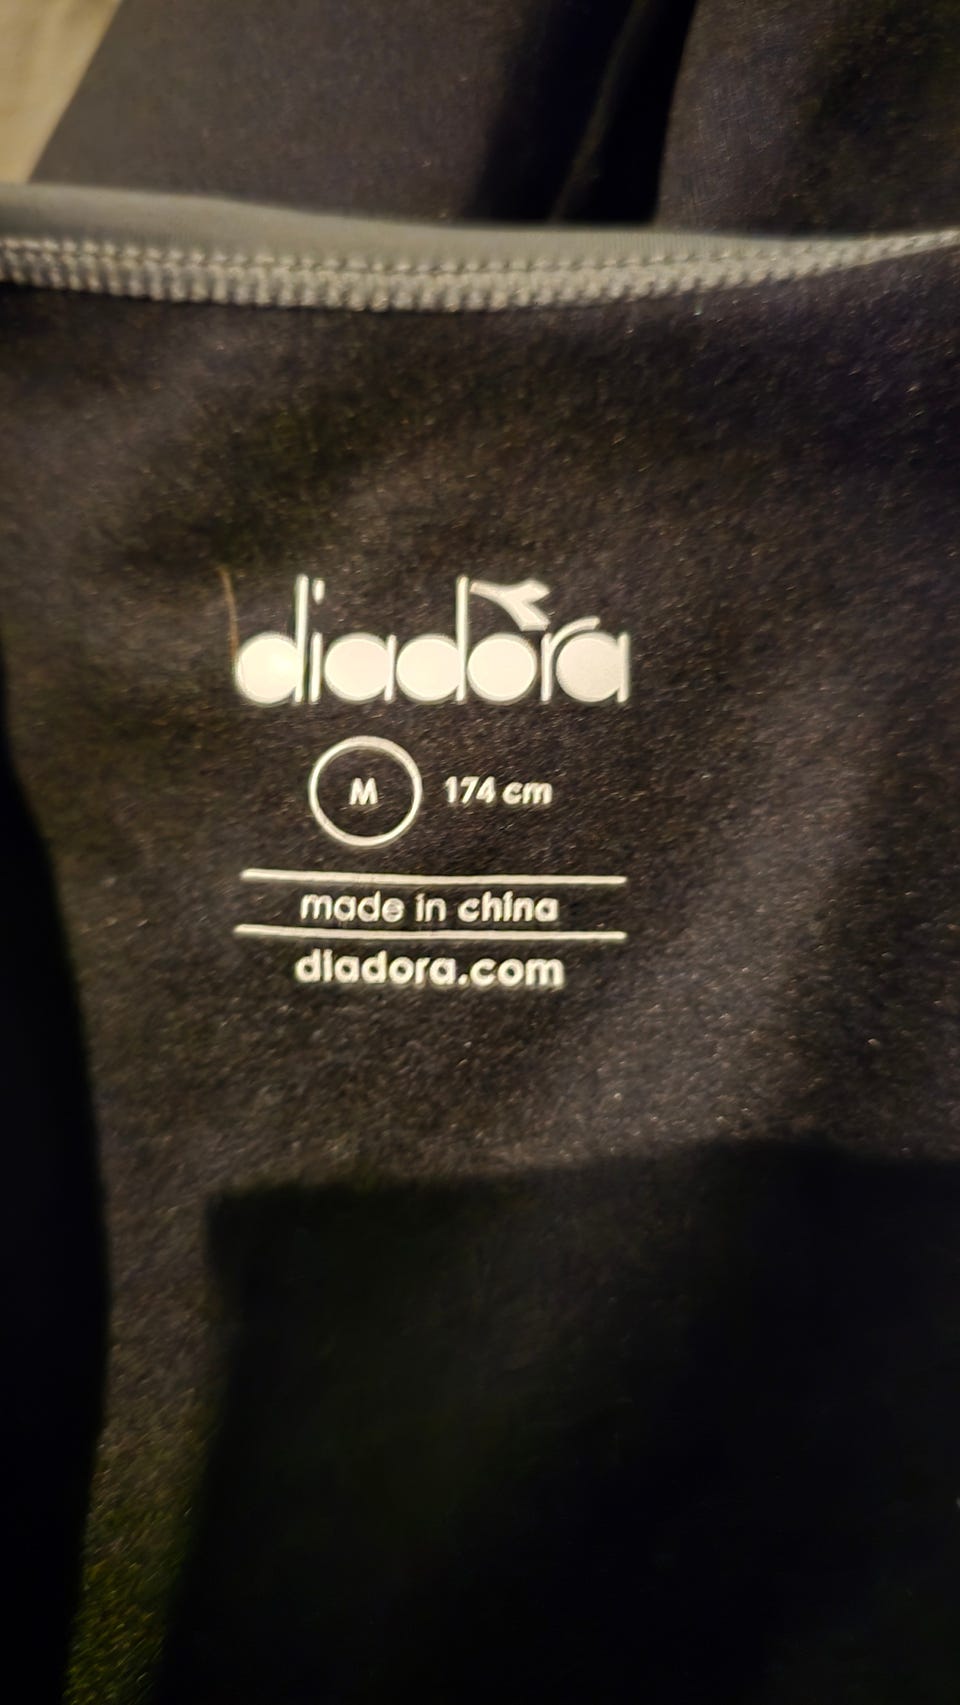 diadora
M 174 cm
made in china
diadora.com